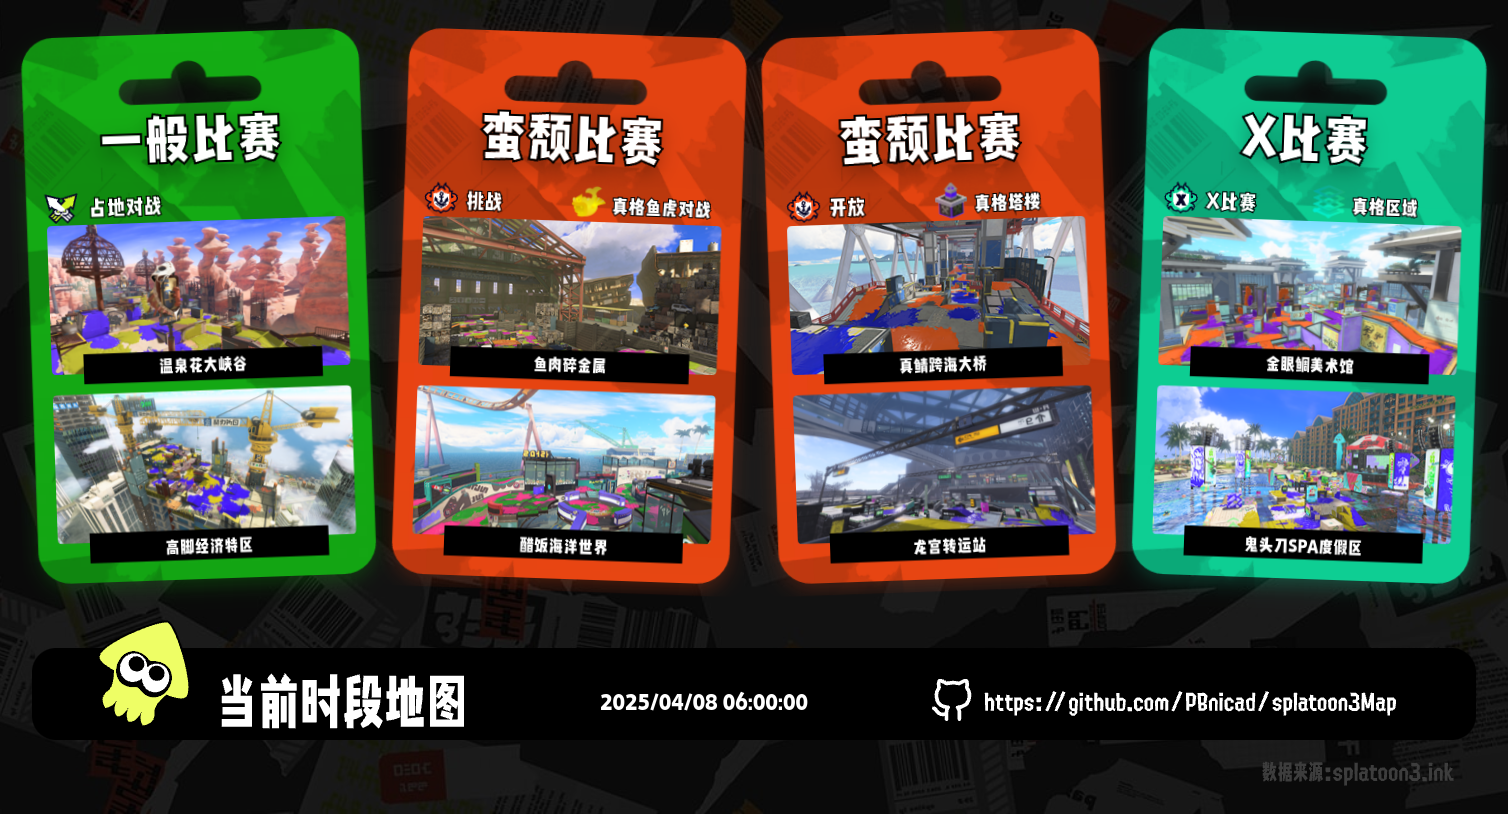 一般比赛
占地对战
温泉花大峡谷
高脚经济特区
蛮颓比赛
挑战
真格鱼虎对战
鱼肉碎金属
醋饭海洋世界
蛮颓比赛
开放
真格塔楼
真鲭跨海大桥
龙宫转运站
X比赛
X比赛
真格区域
金眼鲷美术馆
鬼头刀SPA度假区
当前时段地图
2025/04/08 06:00:00
https://github.com/PBnicad/splatoon3Map
数据来源:splatoon3.ink